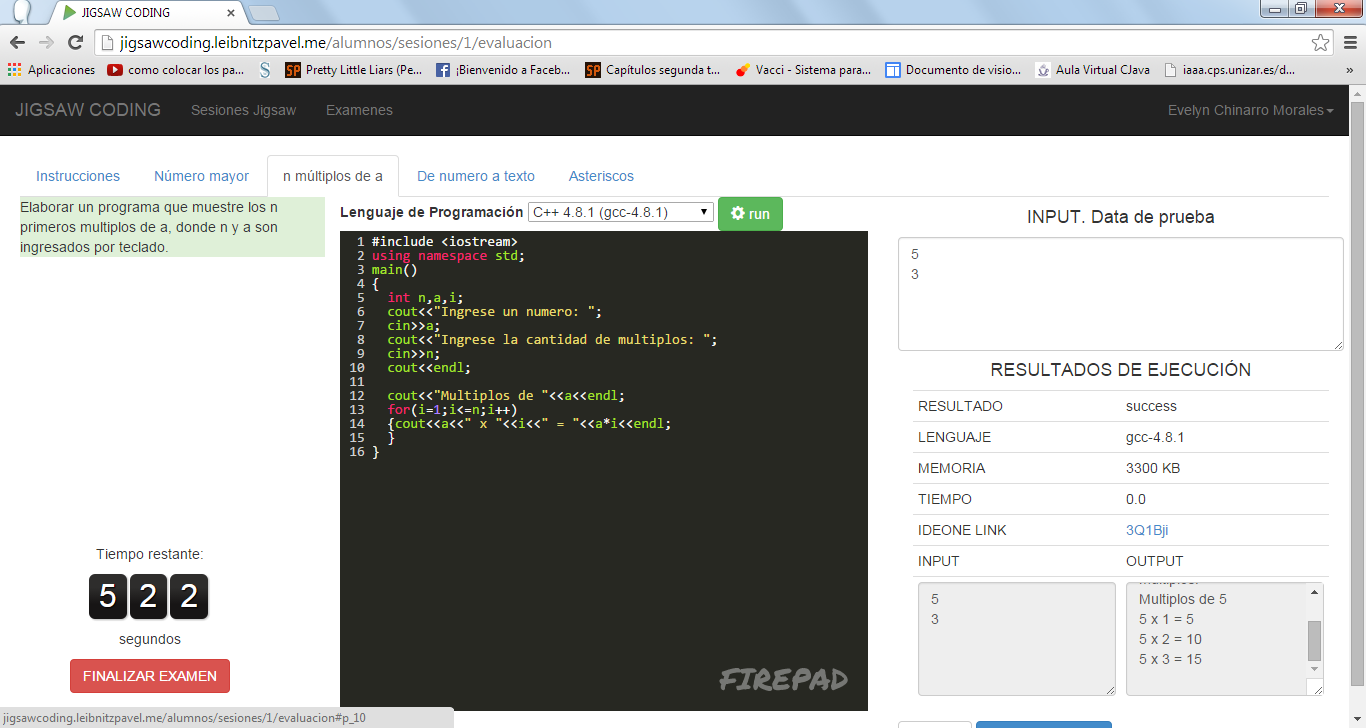 JIGSAW CODING
jigsawcoding.leibnitzpavel.me/alumnos/sesiones/1/evaluacion
Aplicaciones como colocar los pa... Pretty Little Liars (Pe... ¡Bienvenido a Faceb... Capítulos segunda t... Vacci - Sistema para... Documento de visio... Aula Virtual CJava iaaa.cps.unizar.es/d... »
JIGSAW CODING Sesiones Jigsaw Examenes Evelyn Chinarro Morales
Instrucciones Número mayor n múltiplos de a De numero a texto Asteriscos
Elaborar un programa que muestre los n
primeros multiplos de a, donde n y a son
ingresados por teclado.
Lenguaje de Programación C++ 4.8.1 (gcc-4.8.1) run
1 #include <iostream>
2 using namespace std;
3 main()
4 {
5 int n,a,i;
6 cout<<"Ingrese un numero: ";
7 cin>>a;
8 cout<<"Ingrese la cantidad de multiplos: ";
9 cin>>n;
10 cout<<endl;
11
12 cout<<"Multiplos de "<<a<<endl;
13 for(i=1;i<=n;i++)
14 {cout<<a<<" x "<<i<<" = "<<a*i<<endl;
15 }
16 }
FIREPAD
INPUT. Data de prueba
5
3
RESULTADOS DE EJECUCIÓN
RESULTADO success
LENGUAJE gcc-4.8.1
MEMORIA 3300 KB
TIEMPO 0.0
IDEONE LINK 3Q1Bji
INPUT OUTPUT
5
3
multiplos:
Multiplos de 5
5 x 1 = 5
5 x 2 = 10
5 x 3 = 15
Tiempo restante:
5 2 2
segundos
FINALIZAR EXAMEN
jigsawcoding.leibnitzpavel.me/alumnos/sesiones/1/evaluacion#p_10